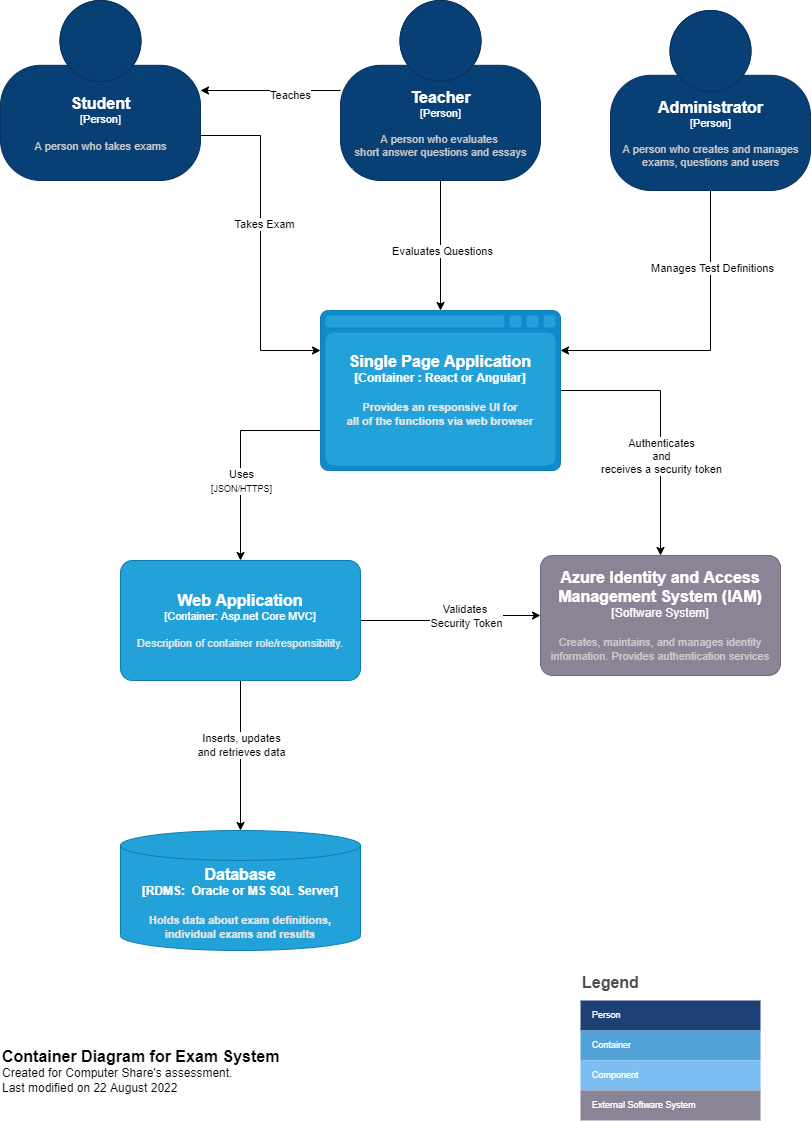 Student
[Person]
A person who takes exams
Teaches
Teacher
[Person]
A person who evaluates
short answer questions and essays
Administrator
[Person]
A person who creates and manages
exams, questions and users
Takes Exam
Evaluates Questions
Manages Test Definitions
Single Page Application
[Container : React or Angular]
Provides an responsive UI for
all of the functions via web browser
Authenticates
and
receives a security token
Uses
[JSON/HTTPS]
Web Application
[Container: Asp.net Core MVC]
Description of container role/responsibility.
Validates
Security Token
Azure Identity and Access
Management System (IAM)
[Software System]
Creates, maintains, and manages identity
information. Provides authentication services
Inserts, updates
and retrieves data
Database
[RDMS:  Oracle or MS SQL Server]
Holds data about exam definitions,
individual exams and results
Legend
Person
Container
Component
External Software System
Container Diagram for Exam System
Created for Computer Share's assessment.
Last modified on 22 August 2022